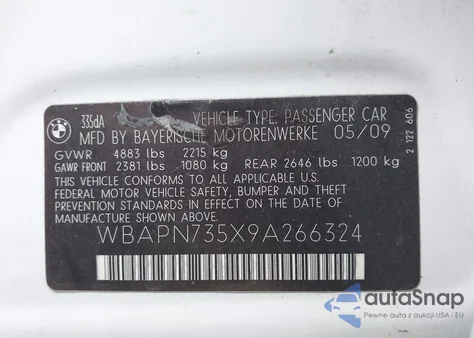 BMW
335dA
VEHICLE TYPE: PASSENGER CAR
MFD BY BAYERISCHE MOTORENWERKE 05/09
GVWR 4883 lbs 2215 kg
GAWR FRONT 2381 lbs 1080 kg REAR 2646 lbs 1200 kg
THIS VEHICLE CONFORMS TO ALL APPLICABLE U.S.
FEDERAL MOTOR VEHICLE SAFETY, BUMPER AND THEFT
PREVENTION STANDARDS IN EFFECT ON THE DATE OF
MANUFACTURE SHOWN ABOVE.
WBAPN735X9A266324
2 122 606
autoSnap
Pewne auta z aukcji USA i EU